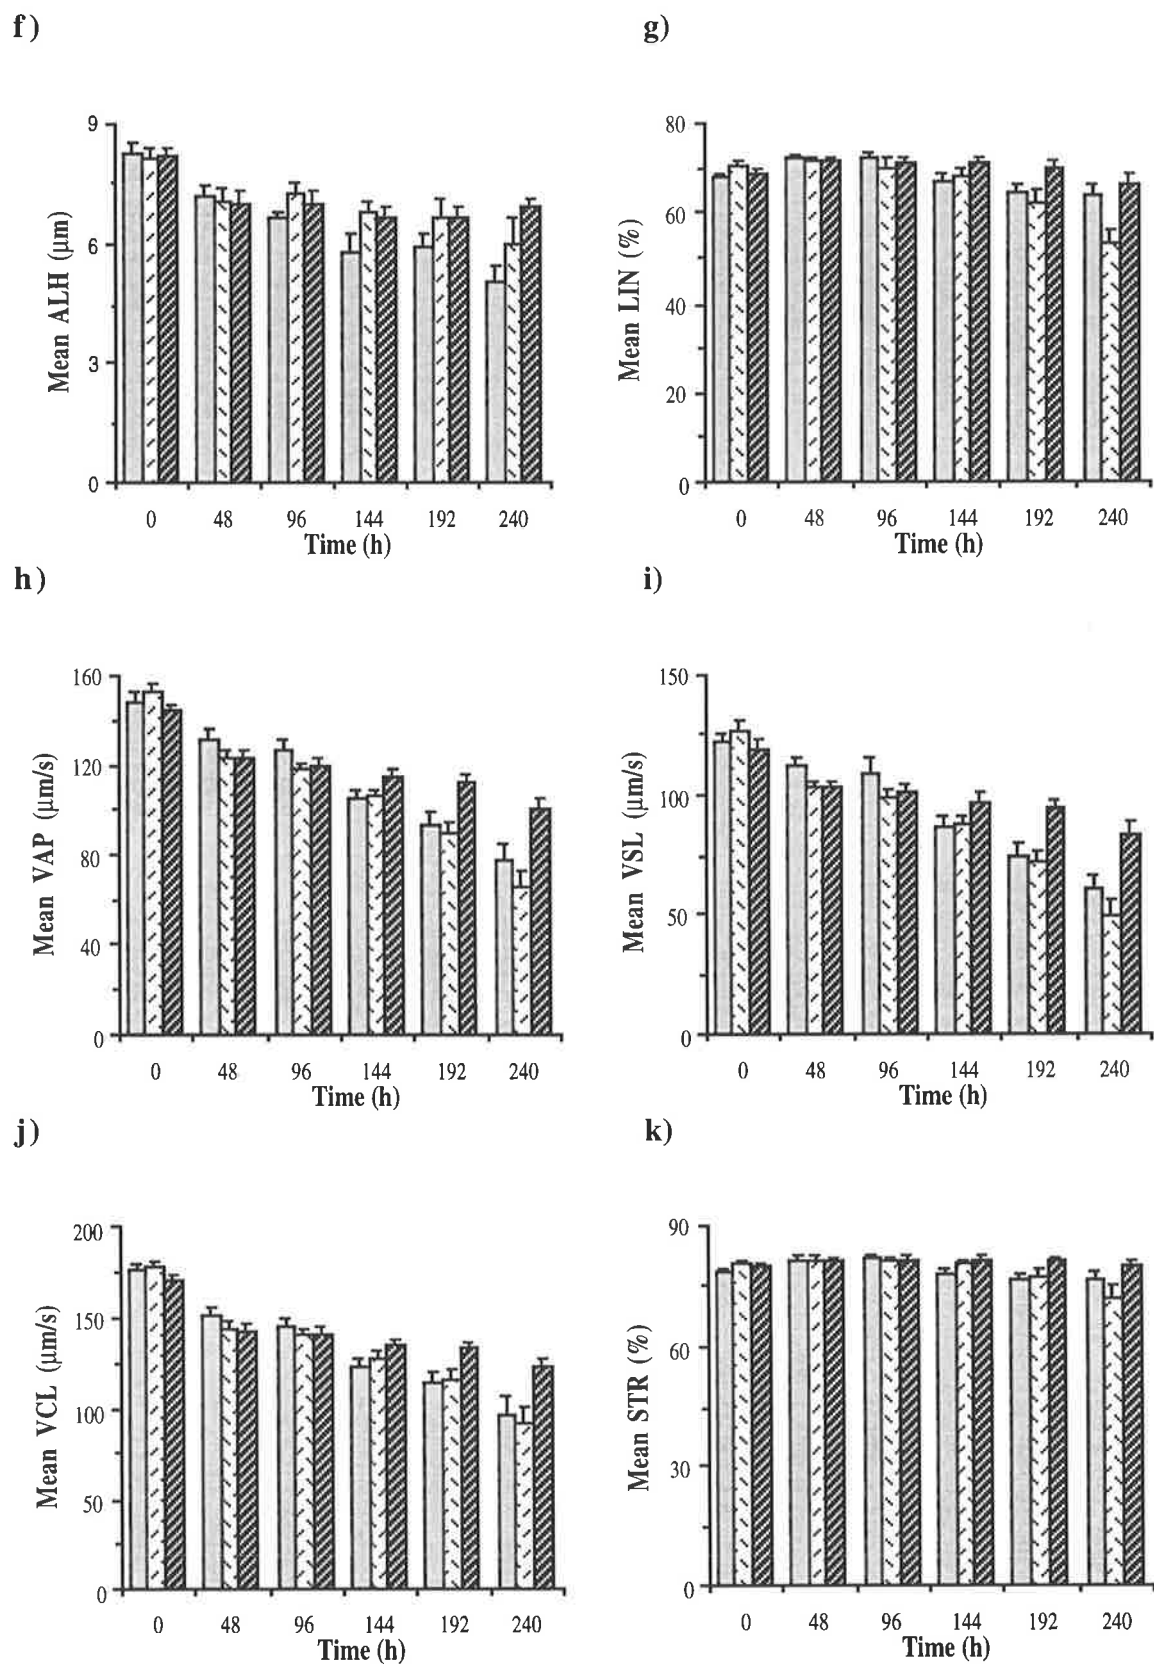 f)
g)
9
6
3
0
Mean ALH (μm)
0 48 96 144 192 240
Time (h)
80
60
40
20
0
Mean LIN (%)
0 48 96 144 192 240
Time (h)
h)
i)
160
120
80
40
0
Mean VAP (μm/s)
0 48 96 144 192 240
Time (h)
150
100
50
0
Mean VSL (μm/s)
0 48 96 144 192 240
Time (h)
j)
k)
200
150
100
50
0
Mean VCL (μm/s)
0 48 96 144 192 240
Time (h)
90
60
30
0
Mean STR (%)
0 48 96 144 192 240
Time (h)